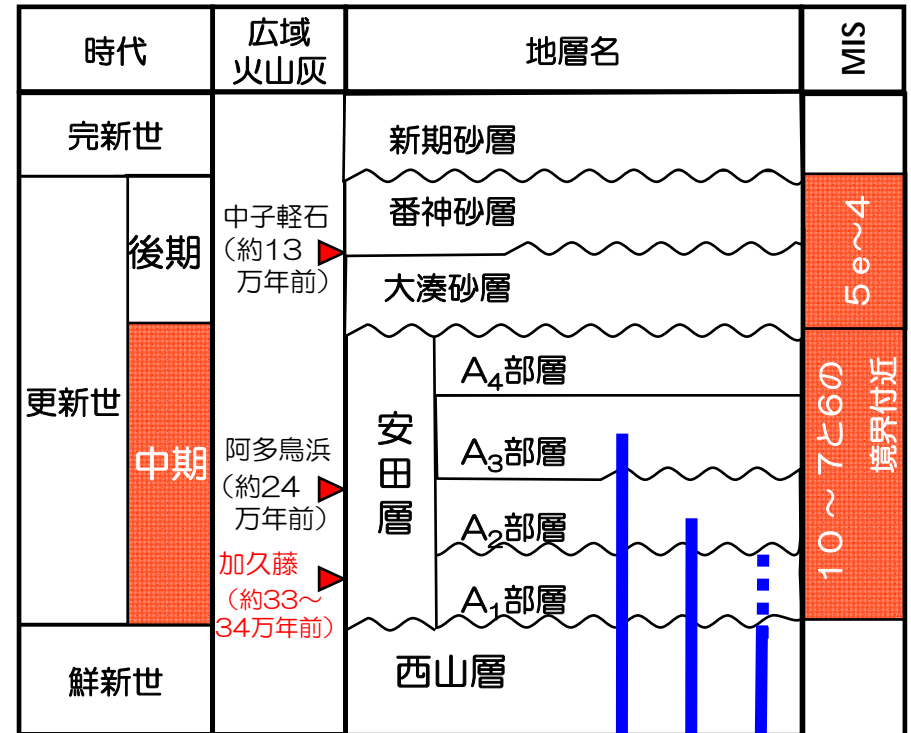 時代
広域
火山灰
地層名
MIS
完新世
新期砂層
更新世
後期
中子軽石
(約13
万年前)
番神砂層
大湊砂層
5e～4
中期
安田層
A₄部層
A₃部層
阿多鳥浜
(約24
万年前)
A₂部層
加久藤
(約33～
34万年前)
A₁部層
10～7と6の
境界付近
鮮新世
西山層